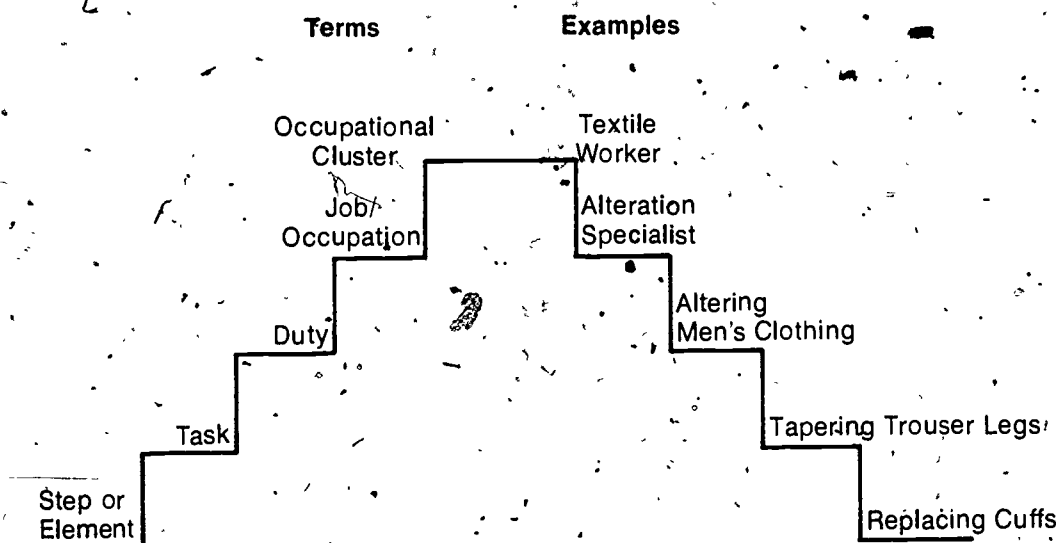 Terms Examples
Occupational
Cluster
Textile
Worker
Job/
Occupation
Alteration
Specialist
Duty
Altering
Men's Clothing
Task
Tapering Trouser Legs
Step or
Element
Replacing Cuffs